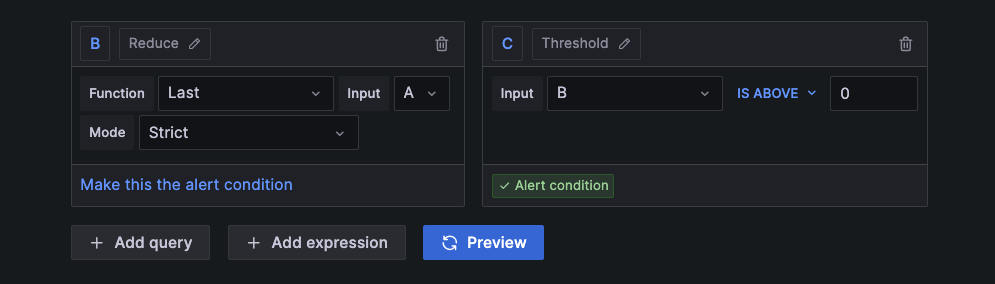 B Reduce
Function Last Input A
Mode Strict
Make this the alert condition
C Threshold
Input B IS ABOVE 0
Alert condition
Add query Add expression Preview